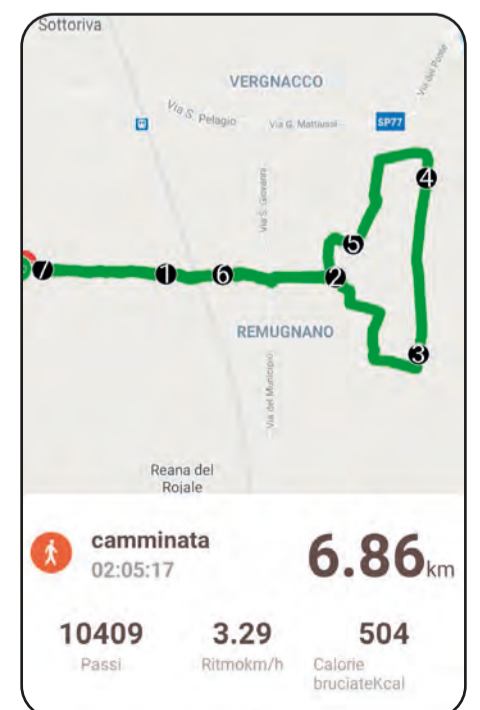 Sottoriva
VERGNACCO
Via del Ponte
Via S. Pelagio
Via G. Mattiussi
SP77
Via S. Giovanni
4
5
7
1
6
2
REMUGNANO
3
Via del Municipio
Reana del
Rojale
camminata
02:05:17
6.86km
10409
3.29
504
Passi
Ritmokm/h
Calorie
bruciateKcal